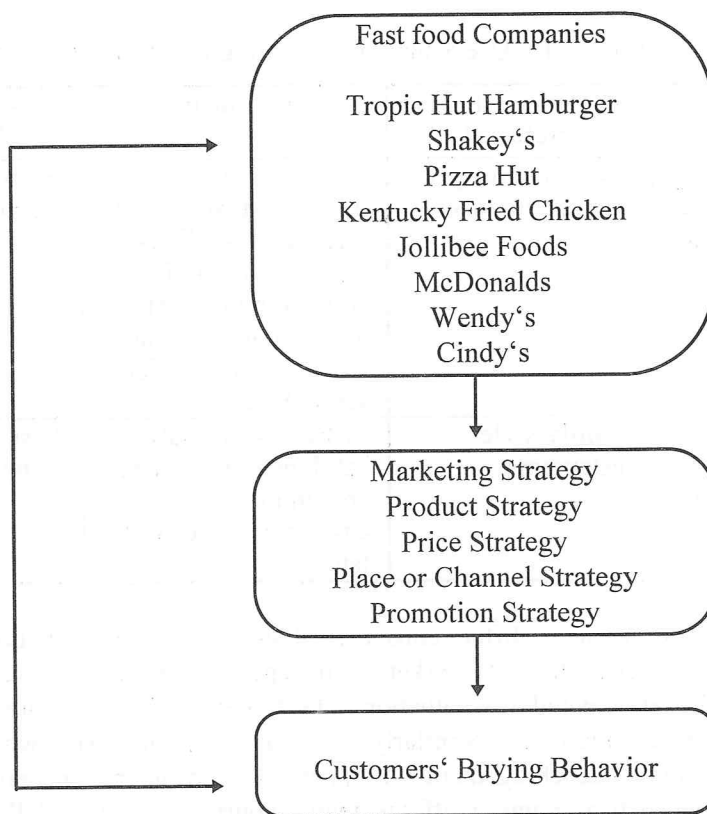 Fast food Companies
Tropic Hut Hamburger
Shakey‘s
Pizza Hut
Kentucky Fried Chicken
Jollibee Foods
McDonalds
Wendy‘s
Cindy‘s
Marketing Strategy
Product Strategy
Price Strategy
Place or Channel Strategy
Promotion Strategy
Customers‘ Buying Behavior